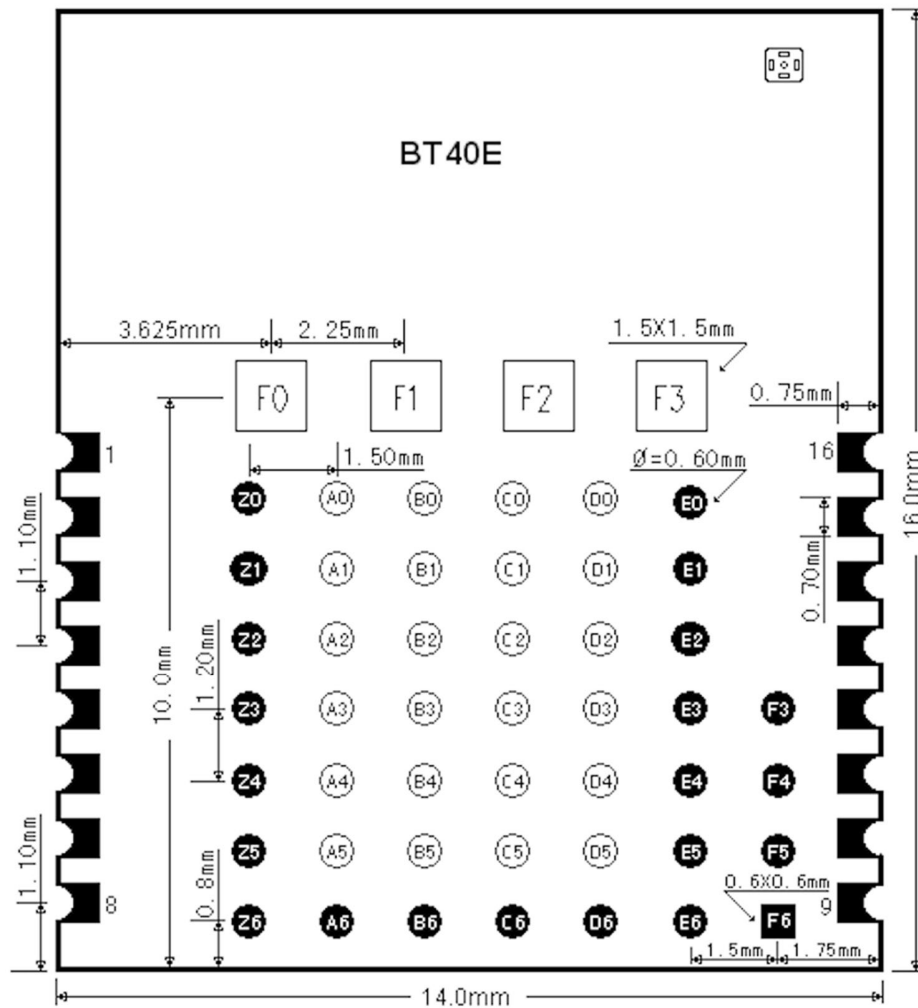 BT40E
3.625mm 2.25mm 1.5X1.5mm
F0 F1 F2 F3 0.75mm
1 1.50mm Ø=0.60mm 16
Z0 A0 B0 C0 D0 E0
1.10mm
Z1 A1 B1 C1 D1 E1
0.70mm
16.0mm
Z2 A2 B2 C2 D2 E2
10.0mm
1.20mm
Z3 A3 B3 C3 D3 E3 F3
Z4 A4 B4 C4 D4 E4 F4
Z5 A5 B5 C5 D5 E5 F5
1.10mm
0.8m
0.6X0.6mm
8 9
Z6 A6 B6 C6 D6 E6 F6
1.5mm 1.75mm
14.0mm